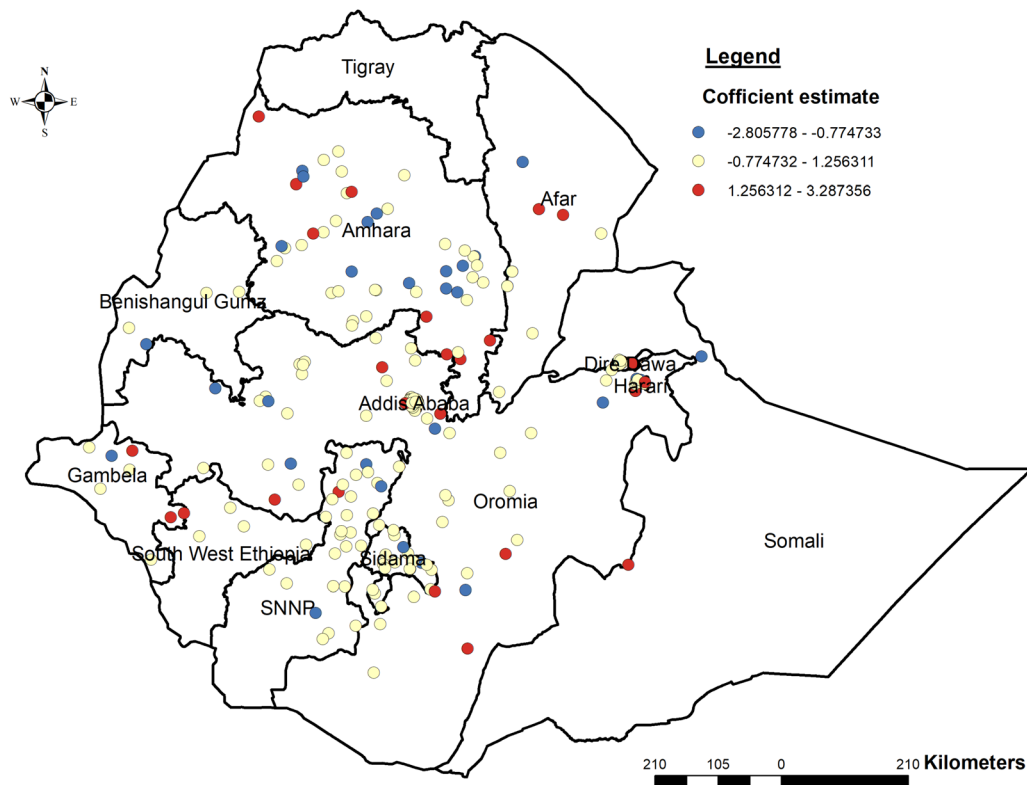 Legend
Cofficient estimate
-2.805778 - -0.774733
-0.774732 - 1.256311
1.256312 - 3.287356
N
W
E
S
Tigray
Afar
Amhara
Benishangul Gumz
Dire Dawa
Harari
Addis Ababa
Gambela
Oromia
South West Ethiopia
Sidama
Somali
SNNP
210 105 0 210 Kilometers